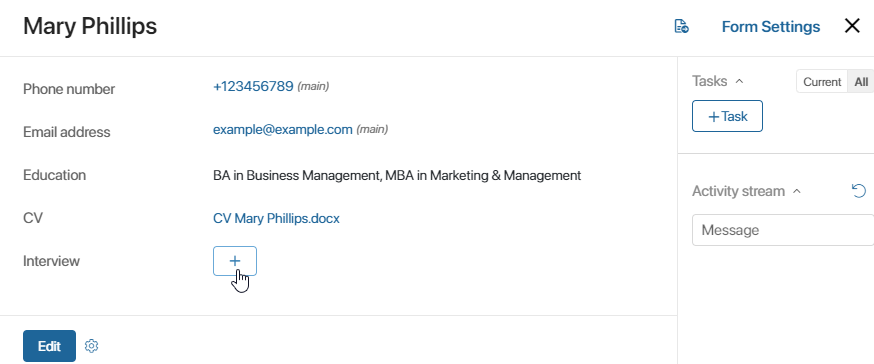 Mary Phillips
Form Settings
Phone number
+123456789 (main)
Email address
example@example.com (main)
Education
BA in Business Management, MBA in Marketing & Management
CV
CV Mary Phillips.docx
Interview
+
Edit
Tasks
Current All
+Task
Activity stream
Message